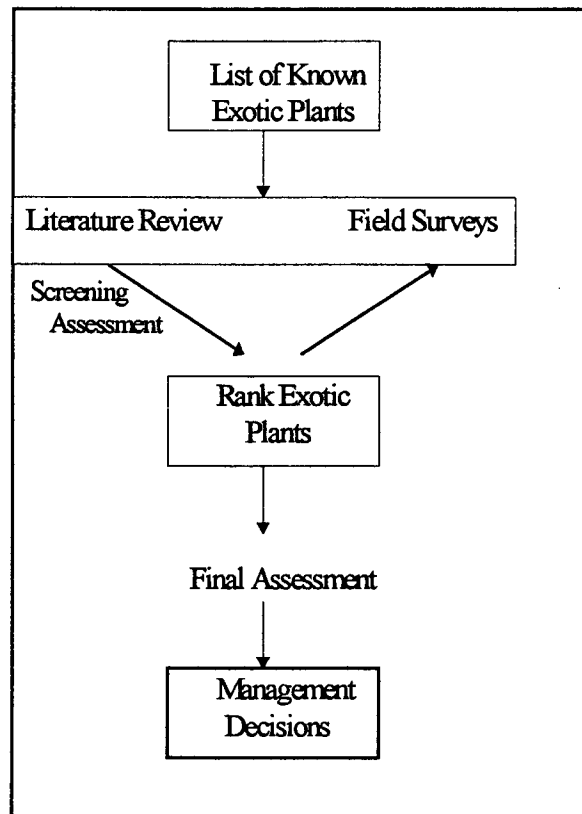 List of Known
Exotic Plants
Literature Review Field Surveys
Screening
Assessment
Rank Exotic
Plants
Final Assessment
Management
Decisions